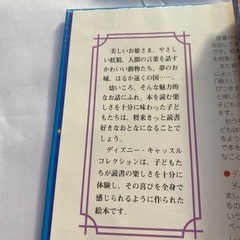 美しいお姫さま、やさし
い妖精、人間の言葉を話す
かわいい動物たち、夢のお
城、はるか遠くの国……。
幼いころ、そんな魅力的
なお話にふれ、本を読む楽
しさを十分に味わった子ど
もたちは、将来きっと読書
好きなおとなになることで
しょう。
ディズニー・キャッスル
コレクションは、子どもた
ちが読書の楽しさを十分に
体験し、その喜びを全身で
感じられるように作られた
絵本です。